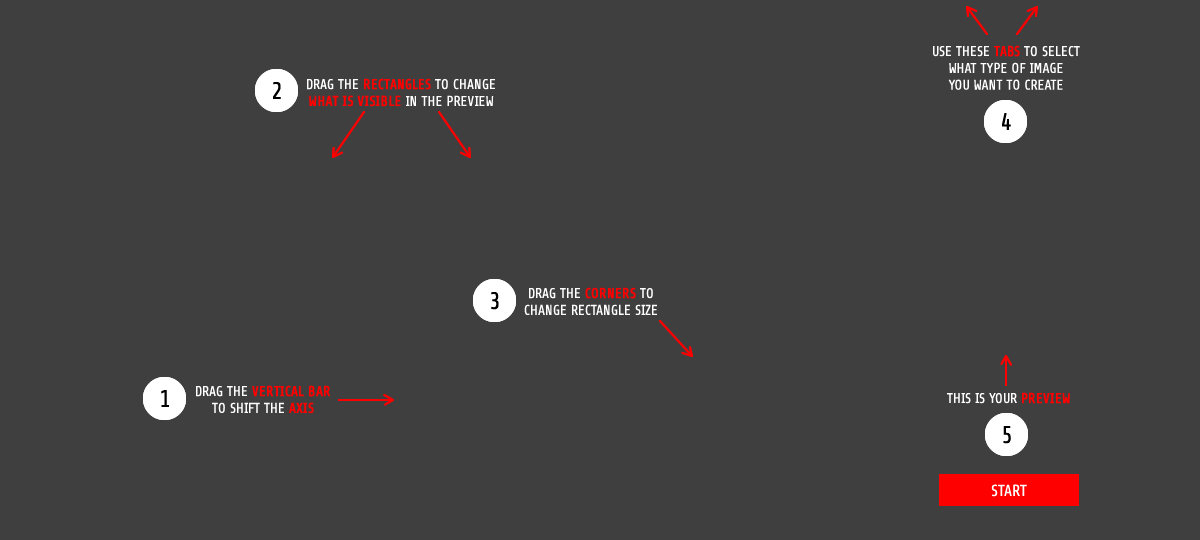 1
DRAG THE VERTICAL BAR
TO SHIFT THE AXIS
2
DRAG THE RECTANGLES TO CHANGE
WHAT IS VISIBLE IN THE PREVIEW
3
DRAG THE CORNERS TO
CHANGE RECTANGLE SIZE
USE THESE TABS TO SELECT
WHAT TYPE OF IMAGE
YOU WANT TO CREATE
4
THIS IS YOUR PREVIEW
5
START